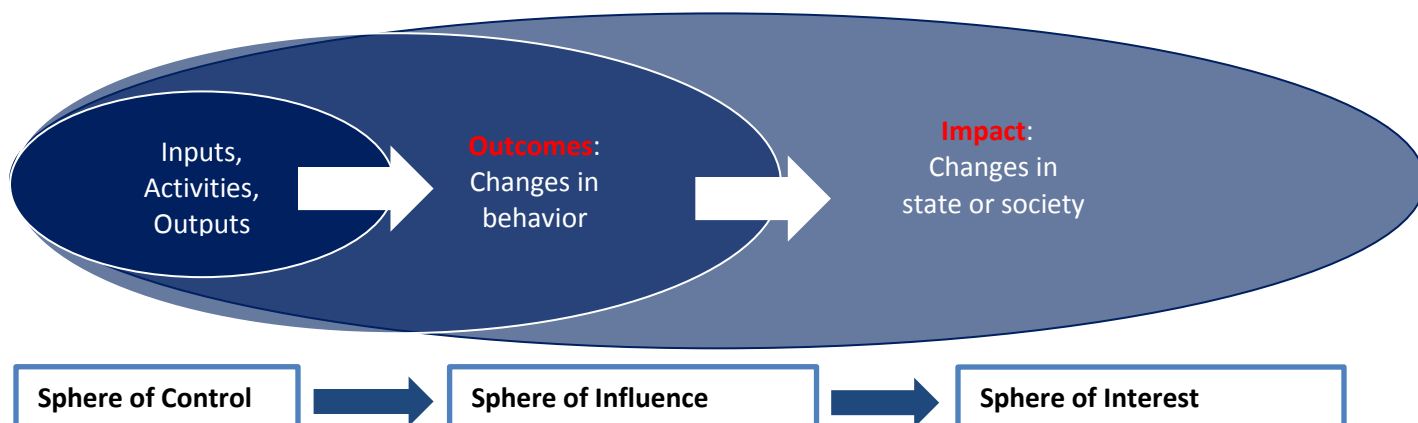 Inputs,
Activities,
Outputs
Outcomes:
Changes in
behavior
Impact:
Changes in
state or society
Sphere of Control
Sphere of Influence
Sphere of Interest